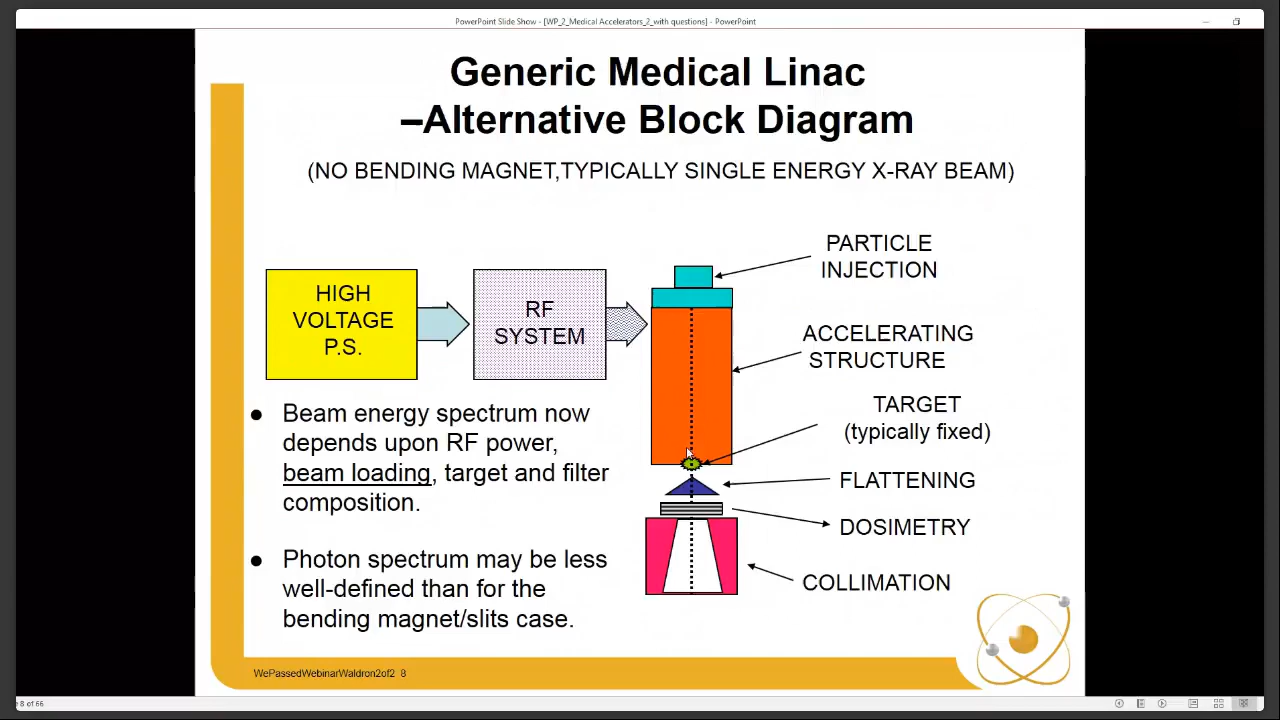 PowerPoint Slide Show - [WP_2_Medical Accelerators_2_with questions] - PowerPoint
Generic Medical Linac
–Alternative Block Diagram
(NO BENDING MAGNET,TYPICALLY SINGLE ENERGY X-RAY BEAM)
HIGH
VOLTAGE
P.S.
RF
SYSTEM
PARTICLE
INJECTION
ACCELERATING
STRUCTURE
TARGET
(typically fixed)
FLATTENING
DOSIMETRY
COLLIMATION
● Beam energy spectrum now
depends upon RF power,
beam loading, target and filter
composition.
● Photon spectrum may be less
well-defined than for the
bending magnet/slits case.
WePassedWebinarWaldron2of2 8
e 8 of 66